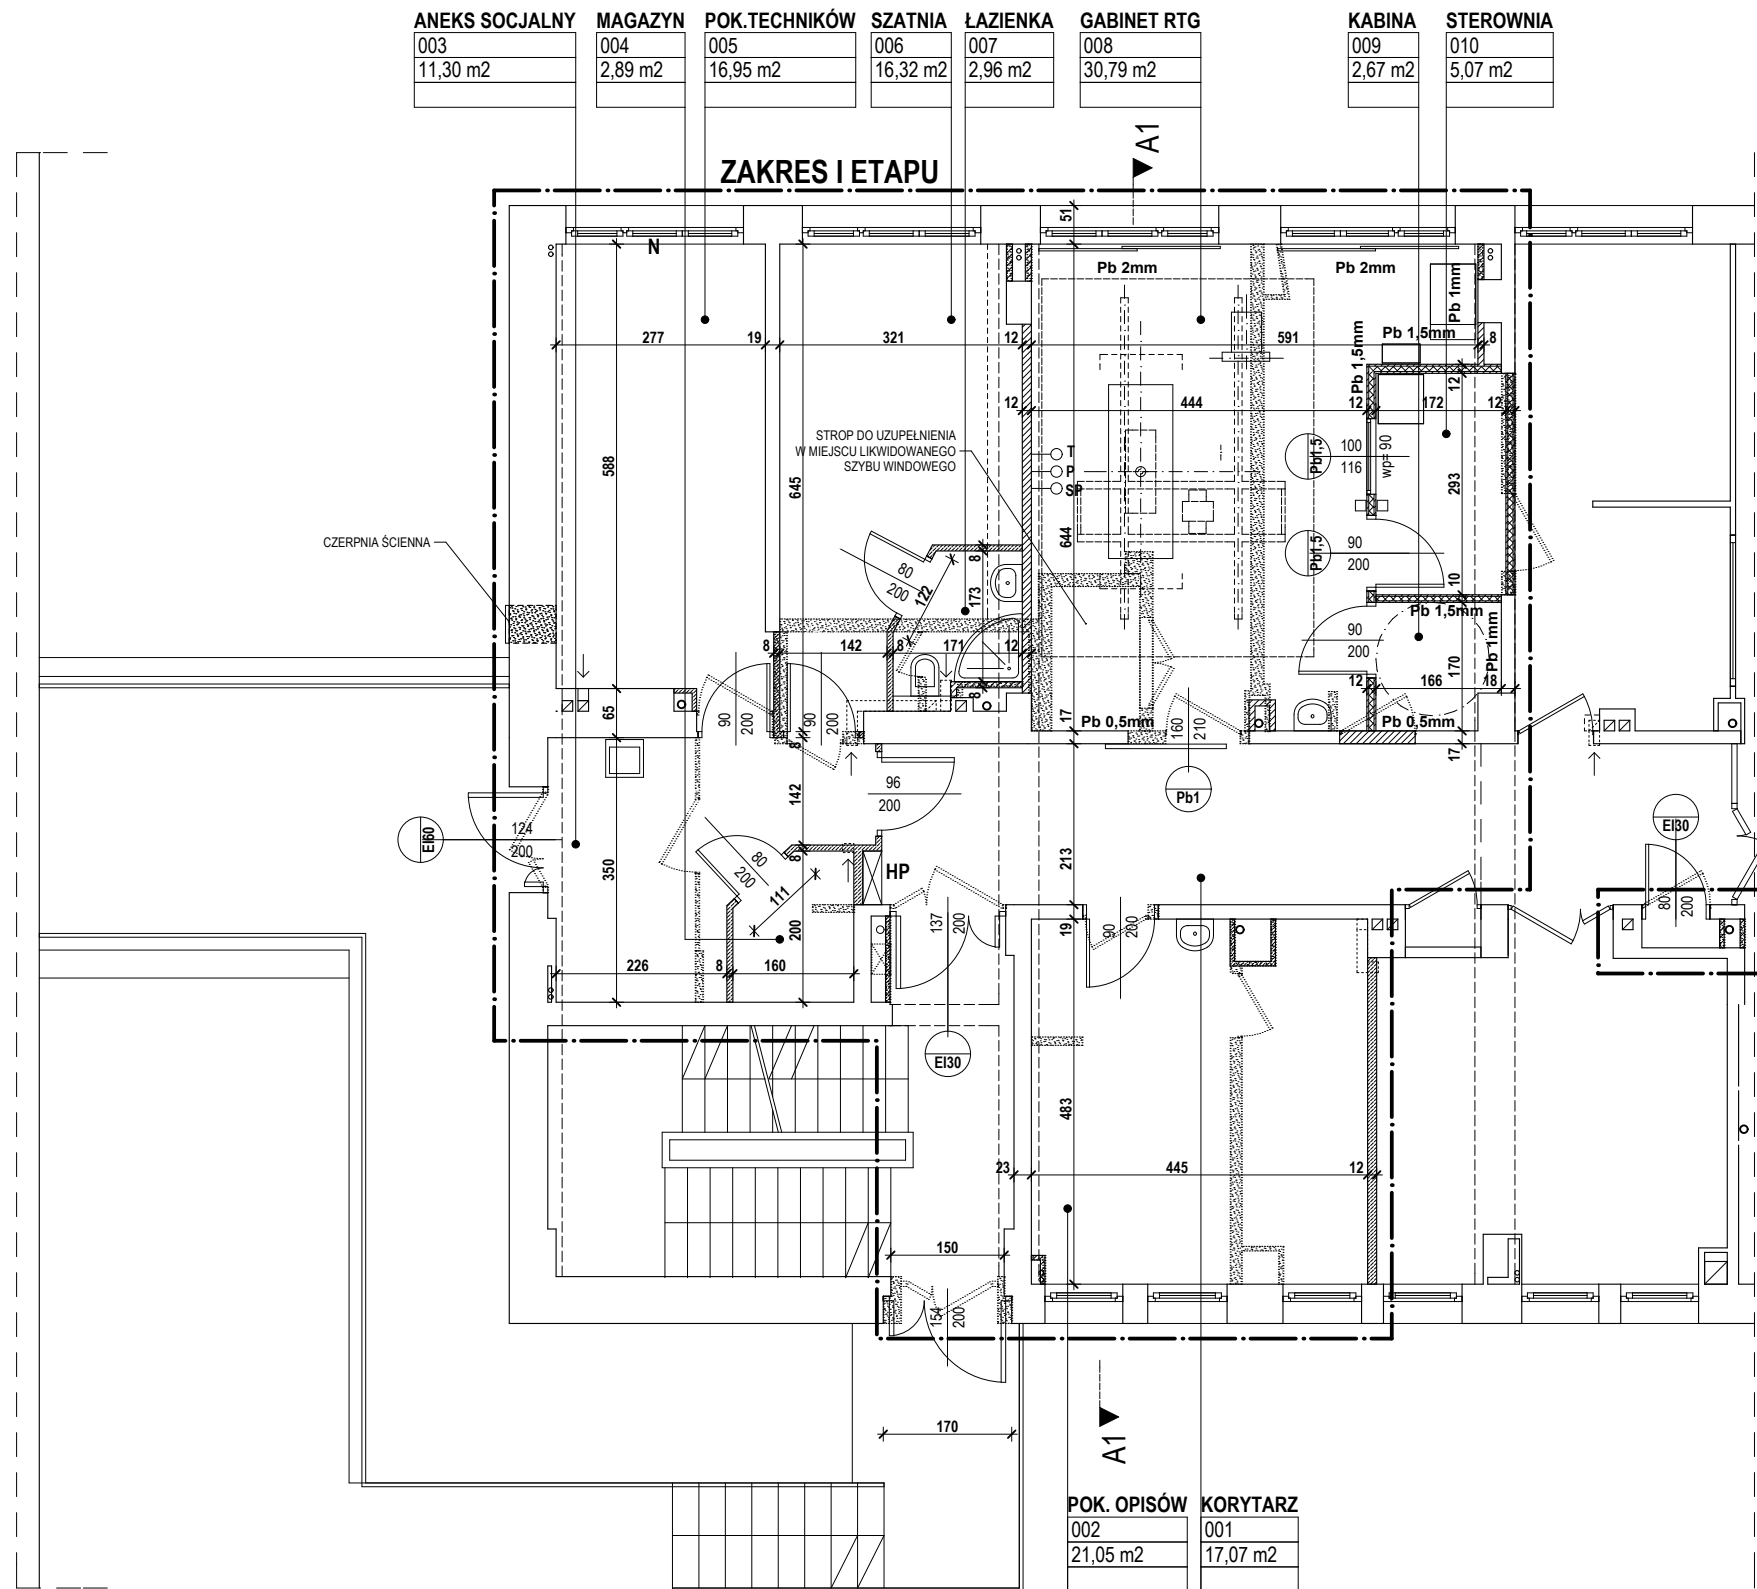 ANEKS SOCJALNY
003
11,30 m2
MAGAZYN
004
2,89 m2
POK.TECHNIKÓW
005
16,95 m2
SZATNIA
006
16,32 m2
ŁAZIENKA
007
2,96 m2
GABINET RTG
008
30,79 m2
KABINA
009
2,67 m2
STEROWNIA
010
5,07 m2
A1
ZAKRES I ETAPU
51
N
Pb 2mm
Pb 2mm
Pb 1mm
277
19
321
12
591
Pb 1,5mm
8
Pb 1,5mm
12
12
444
12
172
12
STROP DO UZUPEŁNIENIA
W MIEJSCU LIKWIDOWANEGO
SZYBU WINDOWEGO
T
P
SP
Pb1,5
100
116
wp= 90
588
645
293
CZERPNIA ŚCIENNA
644
Pb1,5
90
200
80
200
122
8
173
10
Pb 1,5mm
90
200
8
142
8
171
12
170
Pb 1mm
12
166
18
8
65
90
200
90
200
8
17
Pb 0,5mm
160
210
Pb 0,5mm
17
142
96
200
Pb1
EI60
124
200
EI30
350
80
200
111
8
HP
213
200
137
200
19
90
200
80
200
226
8
160
EI30
483
23
445
12
150
154
200
170
A1
POK. OPISÓW
002
21,05 m2
KORYTARZ
001
17,07 m2